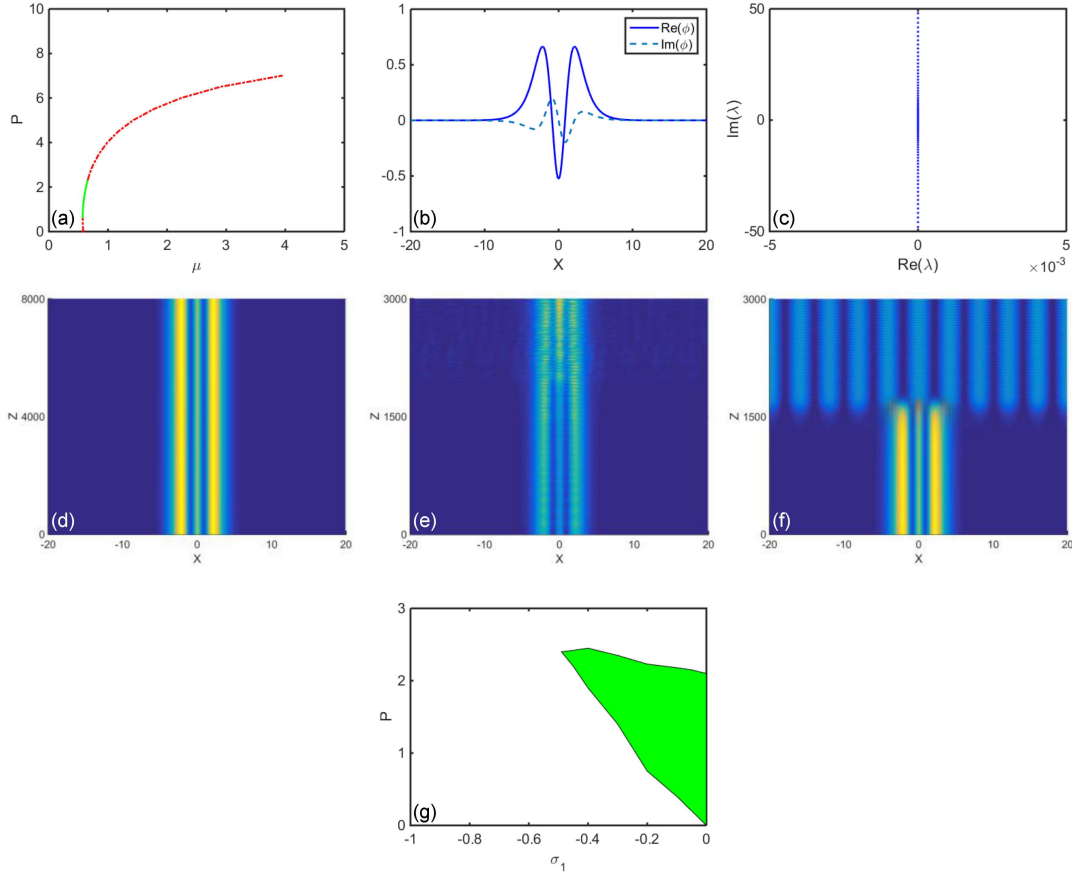 10
8
6
4
2
0
P
(a)
0 1 2 3 4 5
μ
1
0.5
0
-0.5
-1
Re(ϕ)
Im(ϕ)
(b)
-20 -10 0 10 20
X
50
0
-50
Im(λ)
(c)
-5 0 5
Re(λ)
×10⁻³
8000
4000
0
Z
(d)
-20 -10 0 10 20
X
3000
1500
0
Z
(e)
-20 -10 0 10 20
X
3000
1500
0
Z
(f)
-20 -10 0 10 20
X
3
2
1
0
P
(g)
-1 -0.8 -0.6 -0.4 -0.2 0
σ₁